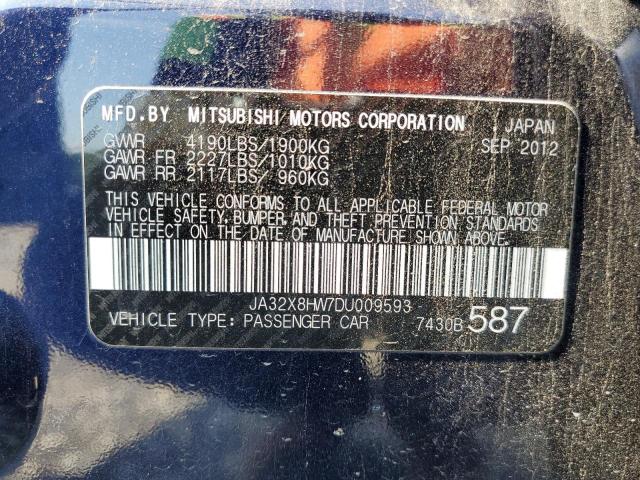 MFD. BY MITSUBISHI MOTORS CORPORATION JAPAN
GVWR 4190LBS/1900KG SEP 2012
GAWR FR 2227LBS/1010KG
GAWR RR 2117LBS/ 960KG
THIS VEHICLE CONFORMS TO ALL APPLICABLE FEDERAL MOTOR
VEHICLE SAFETY, BUMPER, AND THEFT PREVENTION STANDARDS
IN EFFECT ON THE DATE OF MANUFACTURE SHOWN ABOVE.
JA32X8HW7DU009593
VEHICLE TYPE: PASSENGER CAR 7430B 587